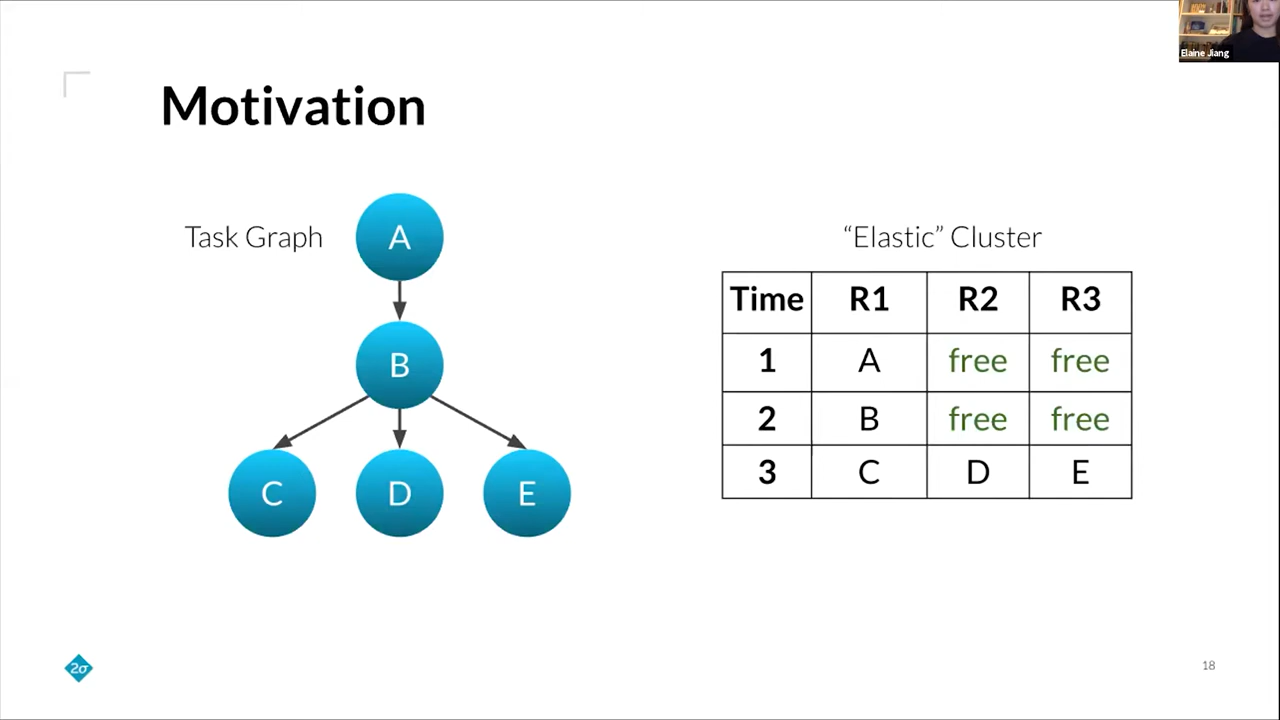 Elaine Jiang
Motivation
Task Graph
A
B
C D E
“Elastic” Cluster
Time R1 R2 R3
1 A free free
2 B free free
3 C D E
2σ
18